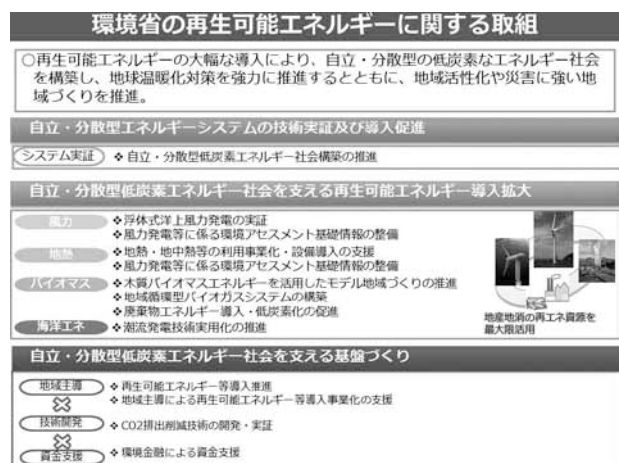 環境省の再生可能エネルギーに関する取組
○再生可能エネルギーの大幅な導入により、自立・分散型の低炭素なエネルギー社会
を構築し、地球温暖化対策を強力に推進するとともに、地域活性化や災害に強い地
域づくりを推進。
自立・分散型エネルギーシステムの技術実証及び導入促進
システム実証 ❖自立・分散型低炭素エネルギー社会構築の推進
自立・分散型低炭素エネルギー社会を支える再生可能エネルギー導入拡大
風力 ❖浮体式洋上風力発電の実証
❖風力発電等に係る環境アセスメント基礎情報の整備
地熱 ❖地熱・地中熱等の利用事業化・設備導入の支援
❖風力発電等に係る環境アセスメント基礎情報の整備
バイオマス ❖木質バイオマスエネルギーを活用したモデル地域づくりの推進
❖地域循環型バイオガスシステムの構築
❖廃棄物エネルギー導入・低炭素化の促進
海洋エネ ❖潮流発電技術実用化の推進
地産地消の再エネ資源を
最大限活用
自立・分散型低炭素エネルギー社会を支える基盤づくり
地域主導 ❖再生可能エネルギー等導入推進
❖地域主導による再生可能エネルギー等導入事業化の支援
技術開発 ❖CO2排出削減技術の開発・実証
資金支援 ❖環境金融による資金支援